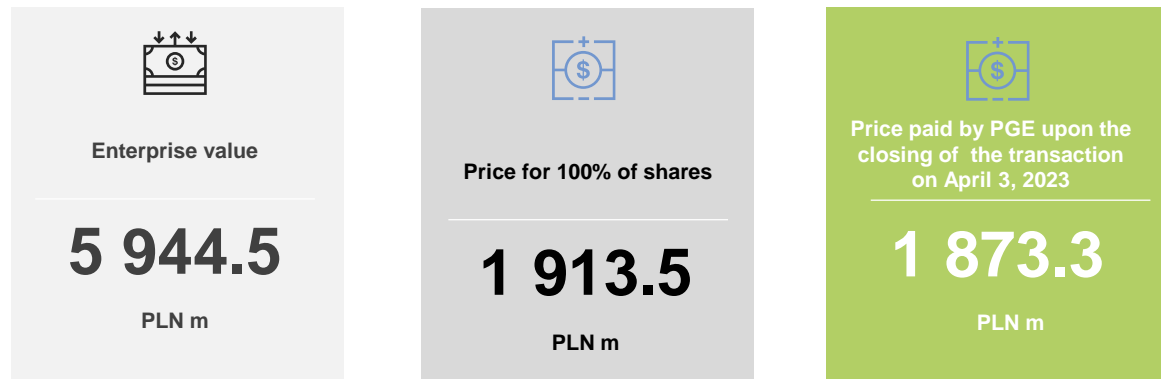 Enterprise value
5 944.5
PLN m
Price for 100% of shares
1 913.5
PLN m
Price paid by PGE upon the
closing of the transaction
on April 3, 2023
1 873.3
PLN m